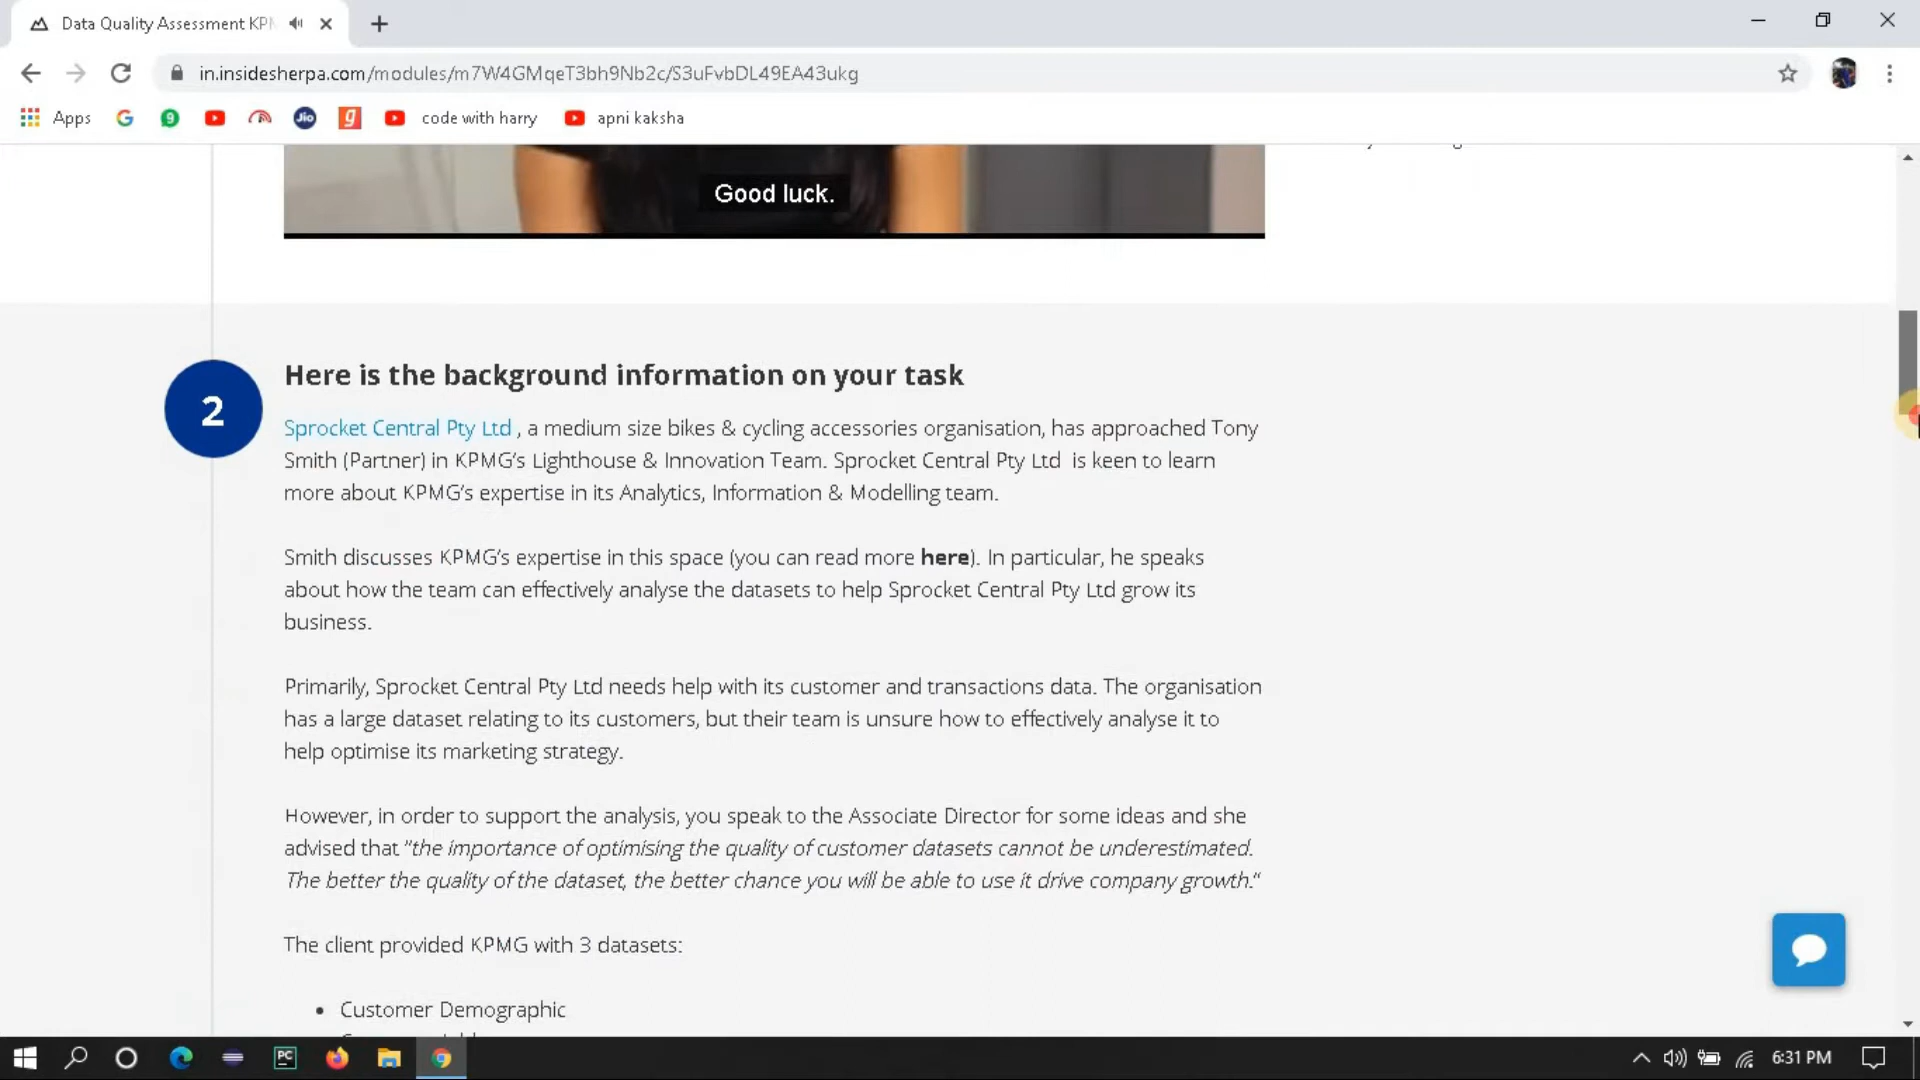 Data Quality Assessment KPM
in.insidesherpa.com/modules/m7W4GMqeT3bh9Nb2c/S3uFvbDL49EA43ukg
Apps
code with harry
apni kaksha
Good luck.
2
Here is the background information on your task
Sprocket Central Pty Ltd , a medium size bikes & cycling accessories organisation, has approached Tony
Smith (Partner) in KPMG's Lighthouse & Innovation Team. Sprocket Central Pty Ltd  is keen to learn
more about KPMG's expertise in its Analytics, Information & Modelling team.
Smith discusses KPMG's expertise in this space (you can read more here). In particular, he speaks
about how the team can effectively analyse the datasets to help Sprocket Central Pty Ltd grow its
business.
Primarily, Sprocket Central Pty Ltd needs help with its customer and transactions data. The organisation
has a large dataset relating to its customers, but their team is unsure how to effectively analyse it to
help optimise its marketing strategy.
However, in order to support the analysis, you speak to the Associate Director for some ideas and she
advised that "the importance of optimising the quality of customer datasets cannot be underestimated.
The better the quality of the dataset, the better chance you will be able to use it drive company growth."
The client provided KPMG with 3 datasets:
• Customer Demographic
6:31 PM